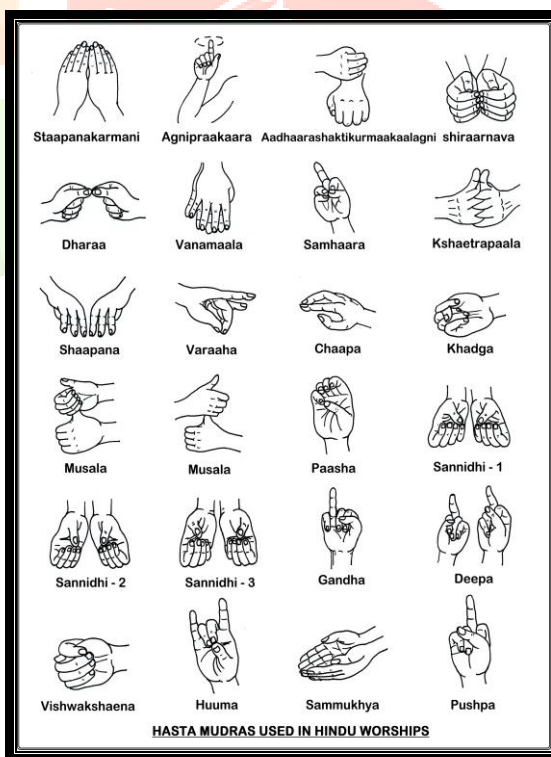 Staapanakarmani Agnipraakaara Aadhaarashaktikurmaakaalagni shiraarnava
Dharaa Vanamaala Samhaara Kshaetrapaala
Shaapana Varaaha Chaapa Khadga
Musala Musala Paasha Sannidhi - 1
Sannidhi - 2 Sannidhi - 3 Gandha Deepa
Vishwakshaena Huuma Sammukhya Pushpa
HASTA MUDRAS USED IN HINDU WORSHIPS